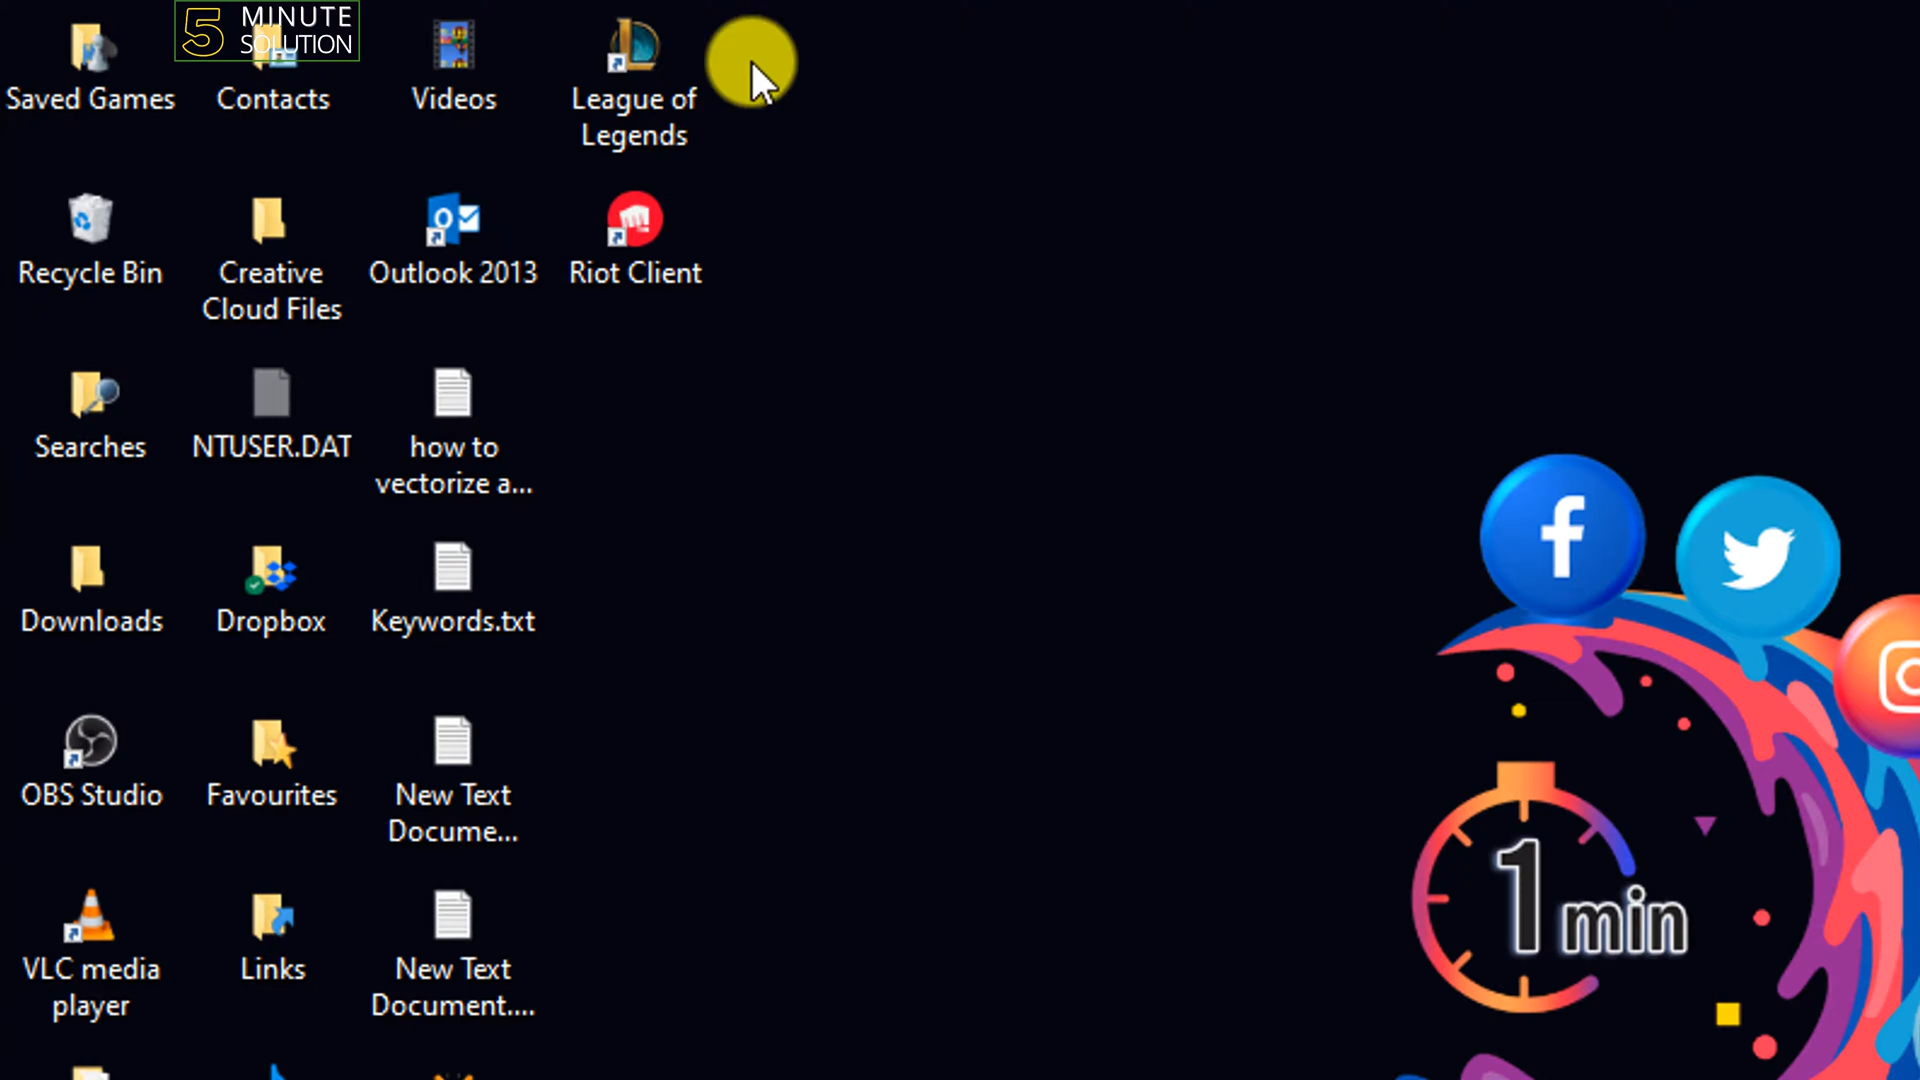 5 MINUTE
SOLUTION
Saved Games
Contacts
Videos
League of
Legends
Recycle Bin
Creative
Cloud Files
Outlook 2013
Riot Client
Searches
NTUSER.DAT
how to
vectorize a...
Downloads
Dropbox
Keywords.txt
OBS Studio
Favourites
New Text
Docume...
VLC media
player
Links
New Text
Document....
1 min